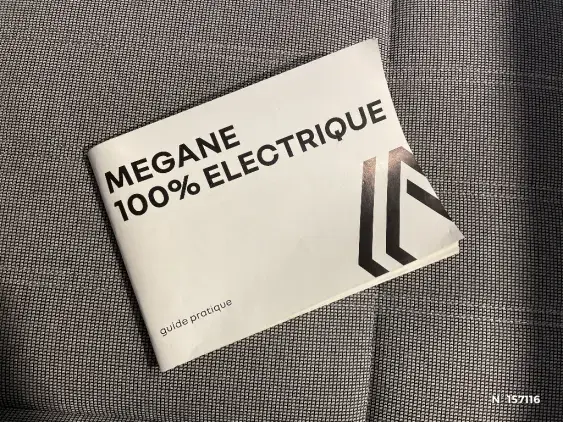 MEGANE
100% ELECTRIQUE
guide pratique
N 157116